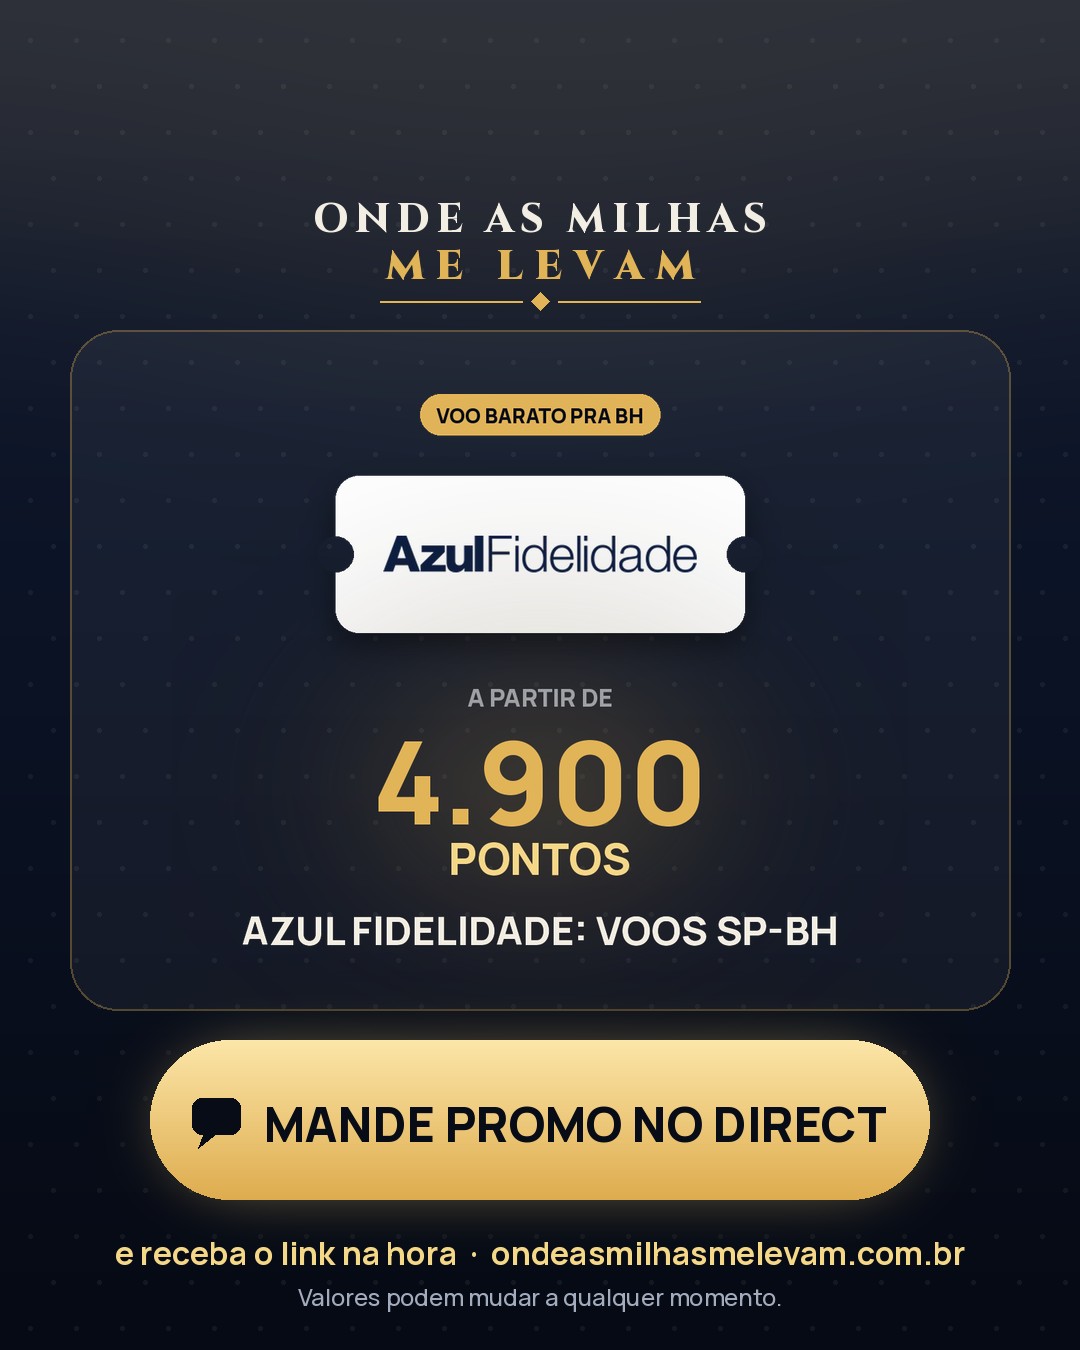 ONDE AS MILHAS
ME LEVAM
VOO BARATO PRA BH
AzulFidelidade
A PARTIR DE
4.900
PONTOS
AZUL FIDELIDADE: VOOS SP-BH
MANDE PROMO NO DIRECT
e receba o link na hora · ondeasmilhasmelevam.com.br
Valores podem mudar a qualquer momento.